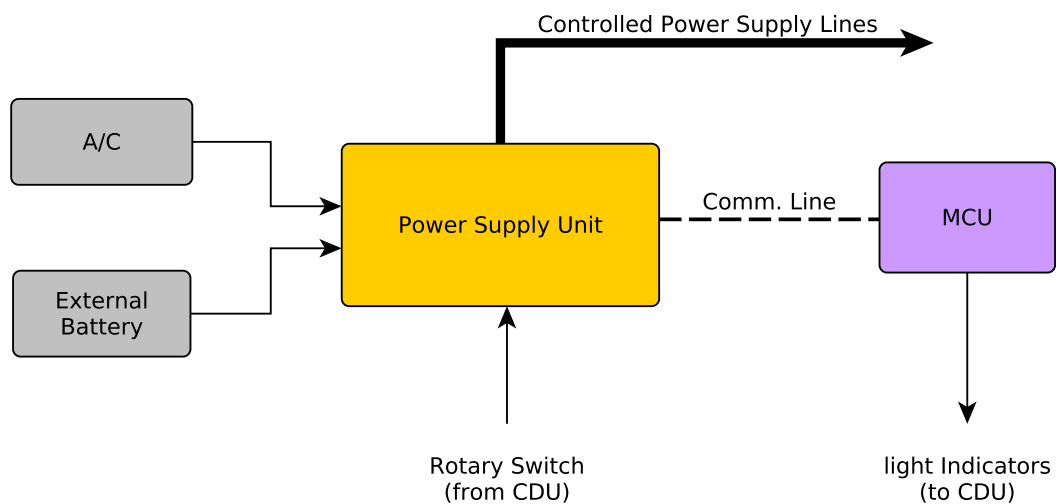 Controlled Power Supply Lines
A/C
Power Supply Unit
Comm. Line
MCU
External
Battery
Rotary Switch
(from CDU)
light Indicators
(to CDU)